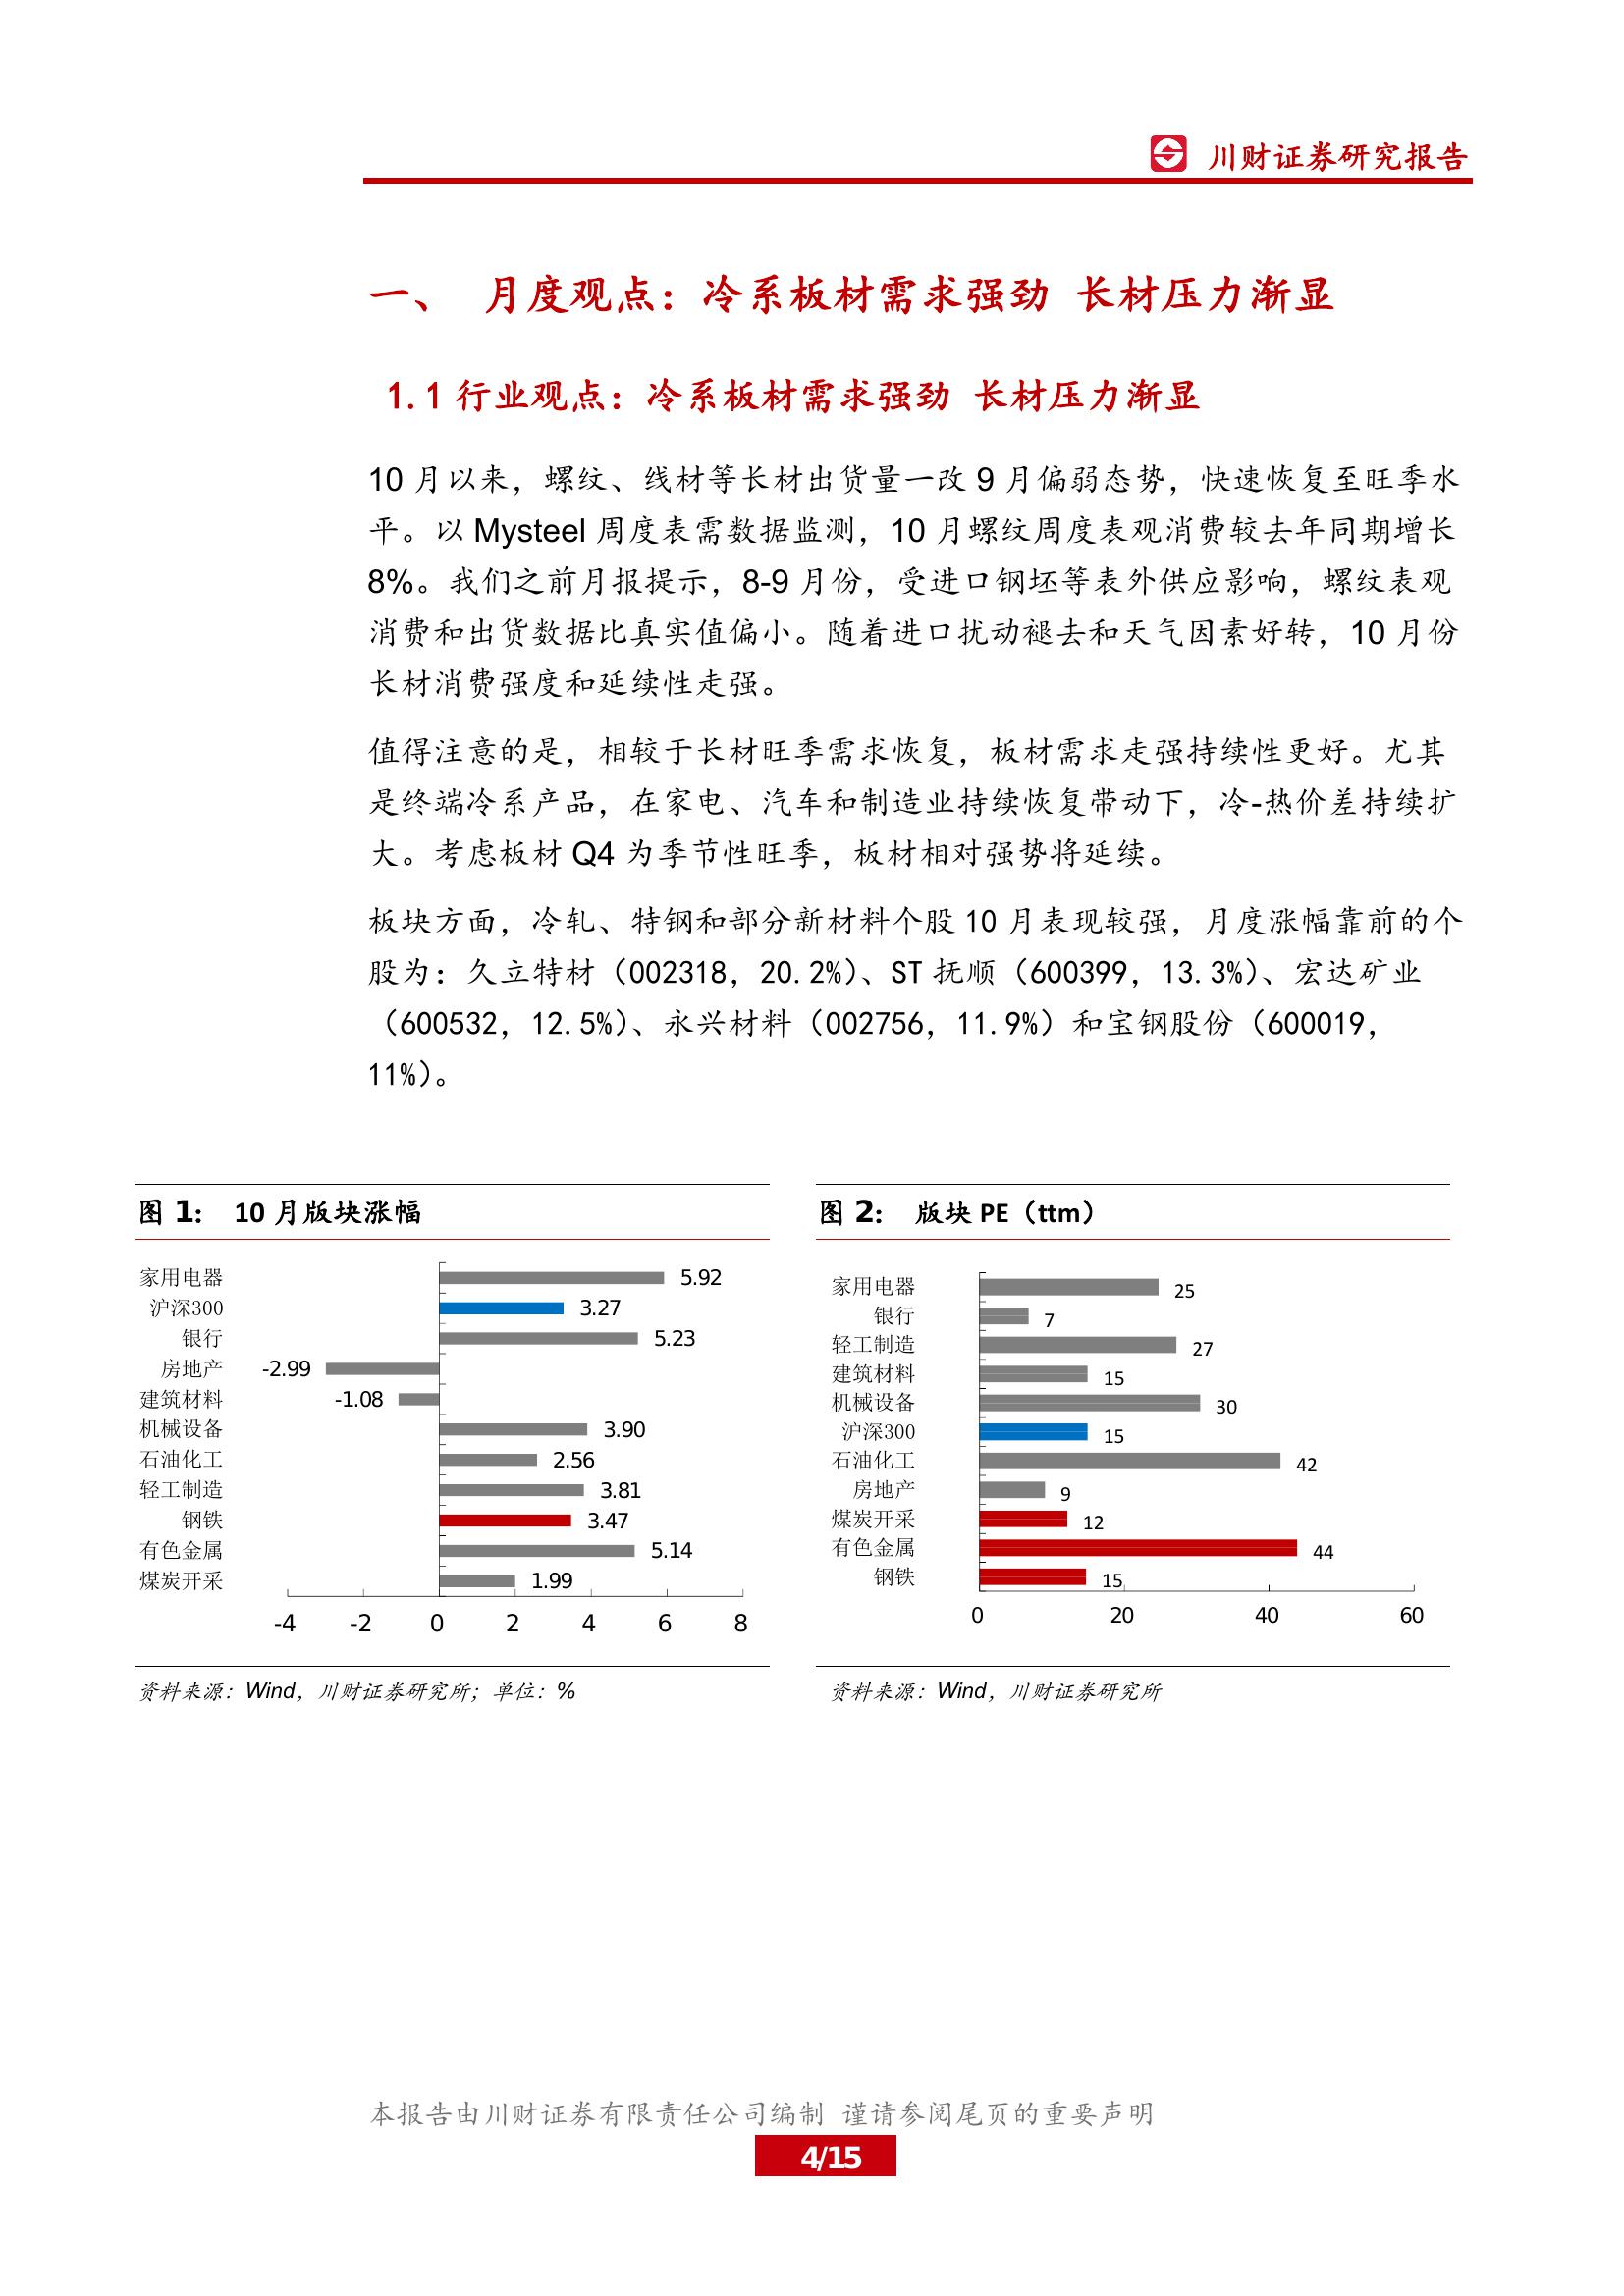 川财证券研究报告
一、 月度观点：冷系板材需求强劲 长材压力渐显
1.1 行业观点：冷系板材需求强劲 长材压力渐显
10 月以来，螺纹、线材等长材出货量一改 9 月偏弱态势，快速恢复至旺季水
平。以 Mysteel 周度表需数据监测，10 月螺纹周度表观消费较去年同期增长
8%。我们之前月报提示，8-9 月份，受进口钢坯等表外供应影响，螺纹表观
消费和出货数据比真实值偏小。随着进口扰动褪去和天气因素好转，10 月份
长材消费强度和延续性走强。
值得注意的是，相较于长材旺季需求恢复，板材需求走强持续性更好。尤其
是终端冷系产品，在家电、汽车和制造业持续恢复带动下，冷-热价差持续扩
大。考虑板材 Q4 为季节性旺季，板材相对强势将延续。
板块方面，冷轧、特钢和部分新材料个股 10 月表现较强，月度涨幅靠前的个
股为：久立特材（002318，20.2%）、ST 抚顺（600399，13.3%）、宏达矿业
（600532，12.5%）、永兴材料（002756，11.9%）和宝钢股份（600019，
11%）。
图 1： 10 月版块涨幅
家用电器 5.92
沪深300 3.27
银行 5.23
房地产 -2.99
建筑材料 -1.08
机械设备 3.90
石油化工 2.56
轻工制造 3.81
钢铁 3.47
有色金属 5.14
煤炭开采 1.99
-4 -2 0 2 4 6 8
资料来源：Wind，川财证券研究所；单位：%
图 2： 版块 PE（ttm）
家用电器 25
银行 7
轻工制造 27
建筑材料 15
机械设备 30
沪深300 15
石油化工 42
房地产 9
煤炭开采 12
有色金属 44
钢铁 15
0 20 40 60
资料来源：Wind，川财证券研究所
本报告由川财证券有限责任公司编制 谨请参阅尾页的重要声明
4/15